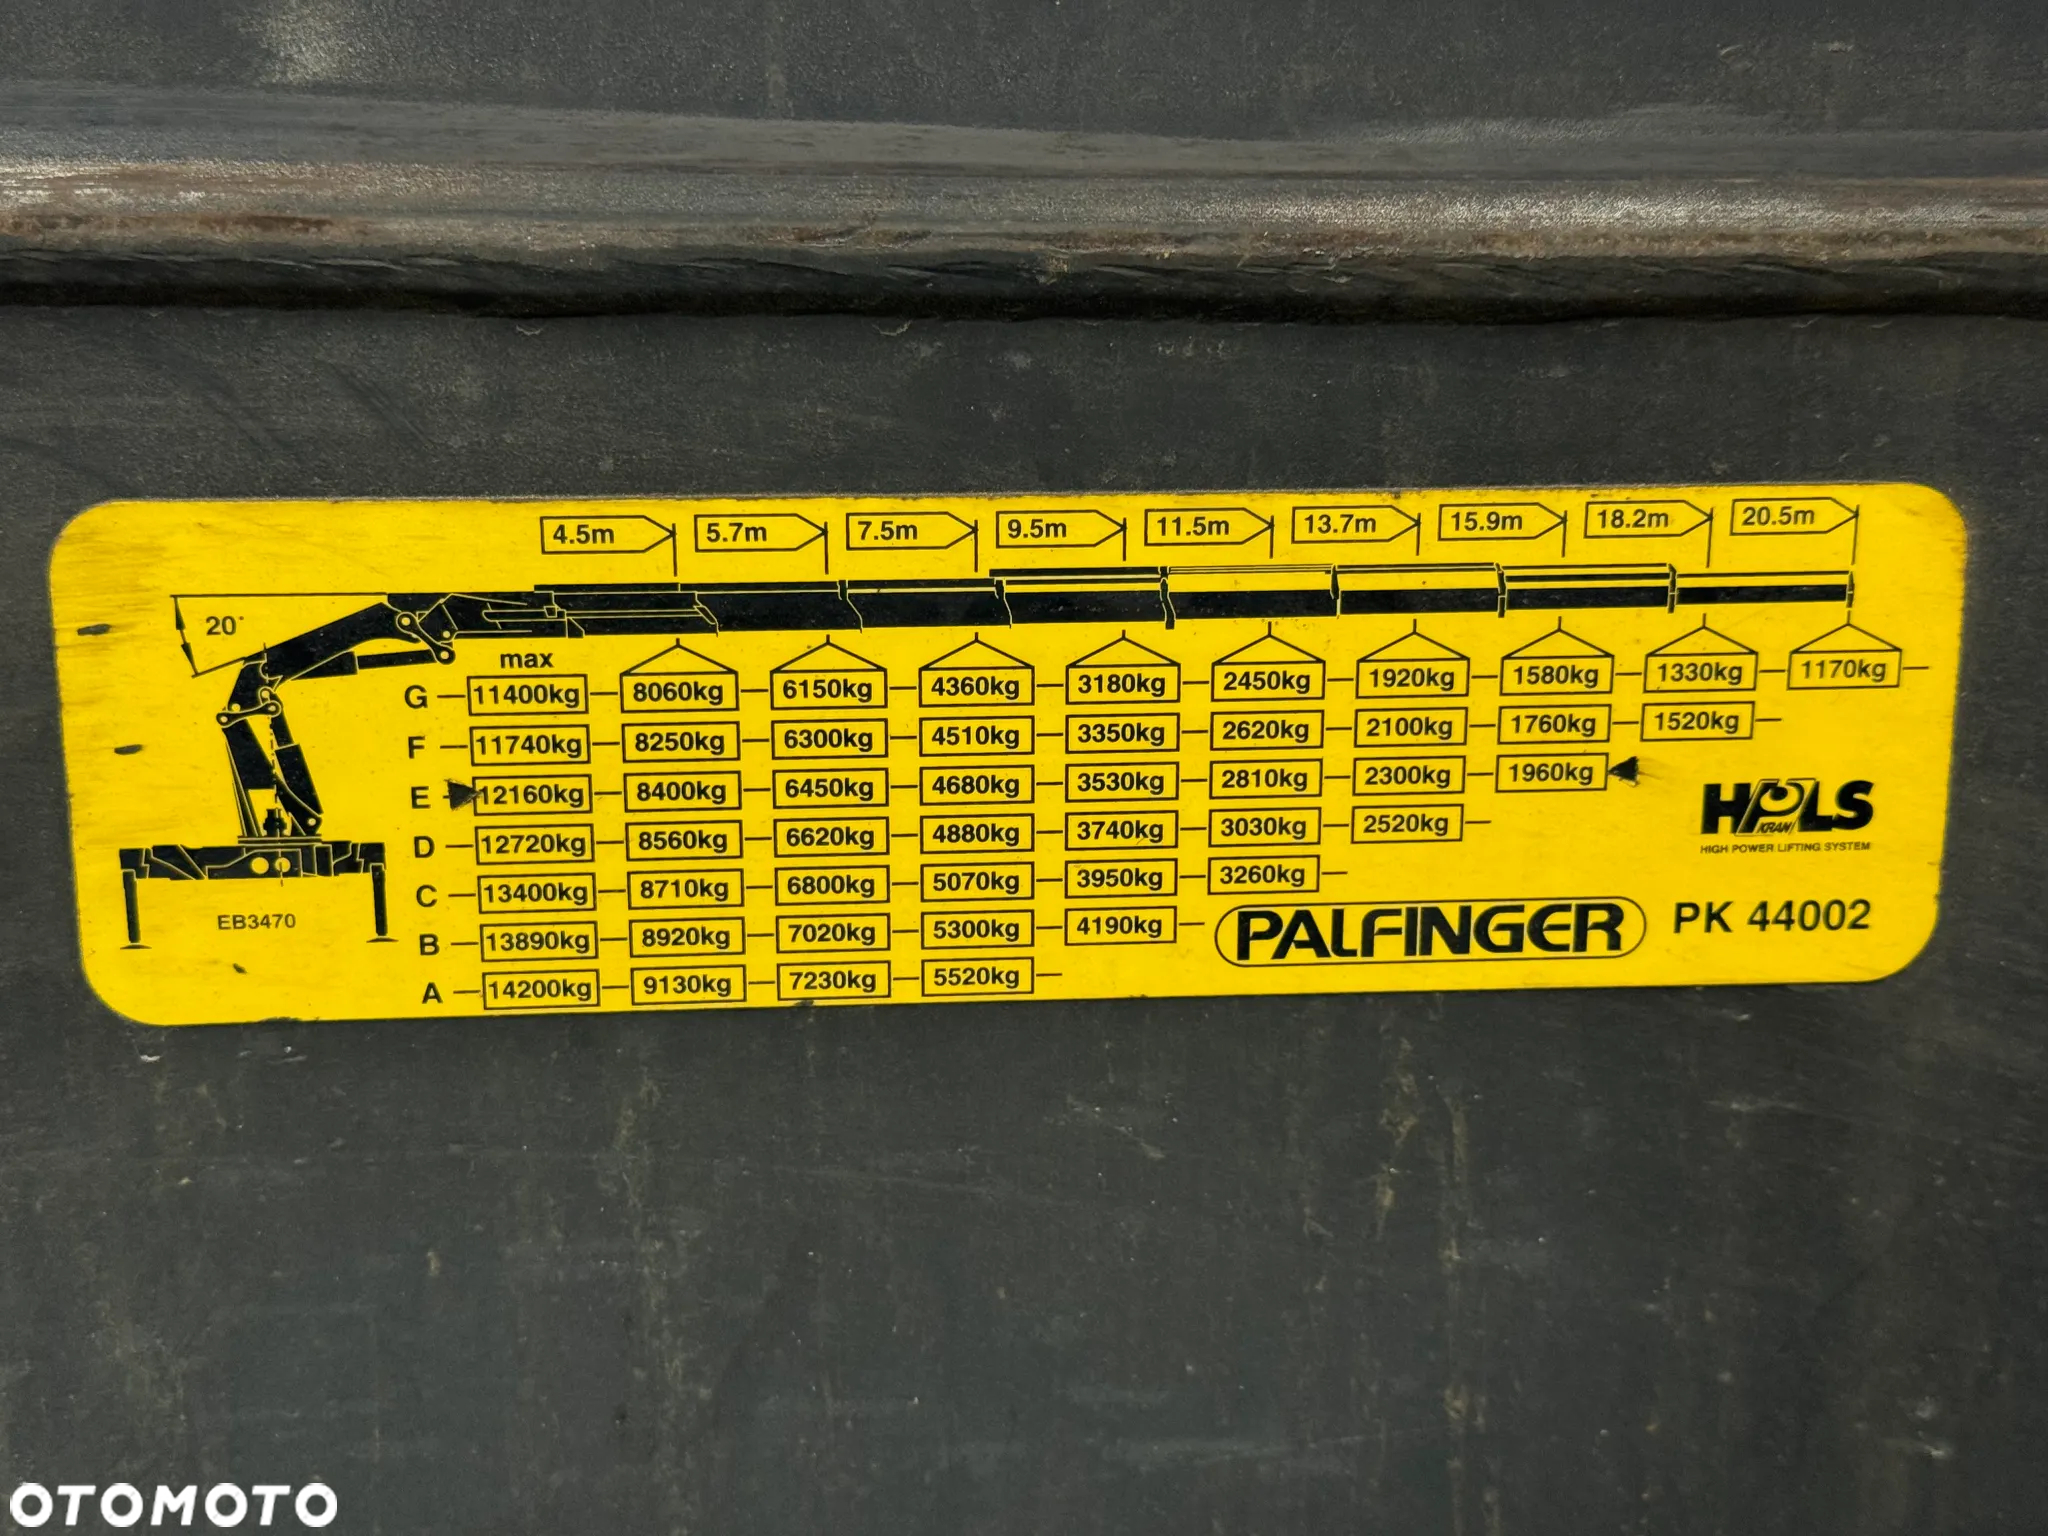 4.5m 5.7m 7.5m 9.5m 11.5m 13.7m 15.9m 18.2m 20.5m
20°
max
G 11400kg 8060kg 6150kg 4360kg 3180kg 2450kg 1920kg 1580kg 1330kg 1170kg
F 11740kg 8250kg 6300kg 4510kg 3350kg 2620kg 2100kg 1760kg 1520kg
E 12160kg 8400kg 6450kg 4680kg 3530kg 2810kg 2300kg 1960kg
D 12720kg 8560kg 6620kg 4880kg 3740kg 3030kg 2520kg
C 13400kg 8710kg 6800kg 5070kg 3950kg 3260kg
B 13890kg 8920kg 7020kg 5300kg 4190kg
A 14200kg 9130kg 7230kg 5520kg
EB3470
HPLS
KRAN
HIGH POWER LIFTING SYSTEM
PALFINGER PK 44002
OTOMOTO